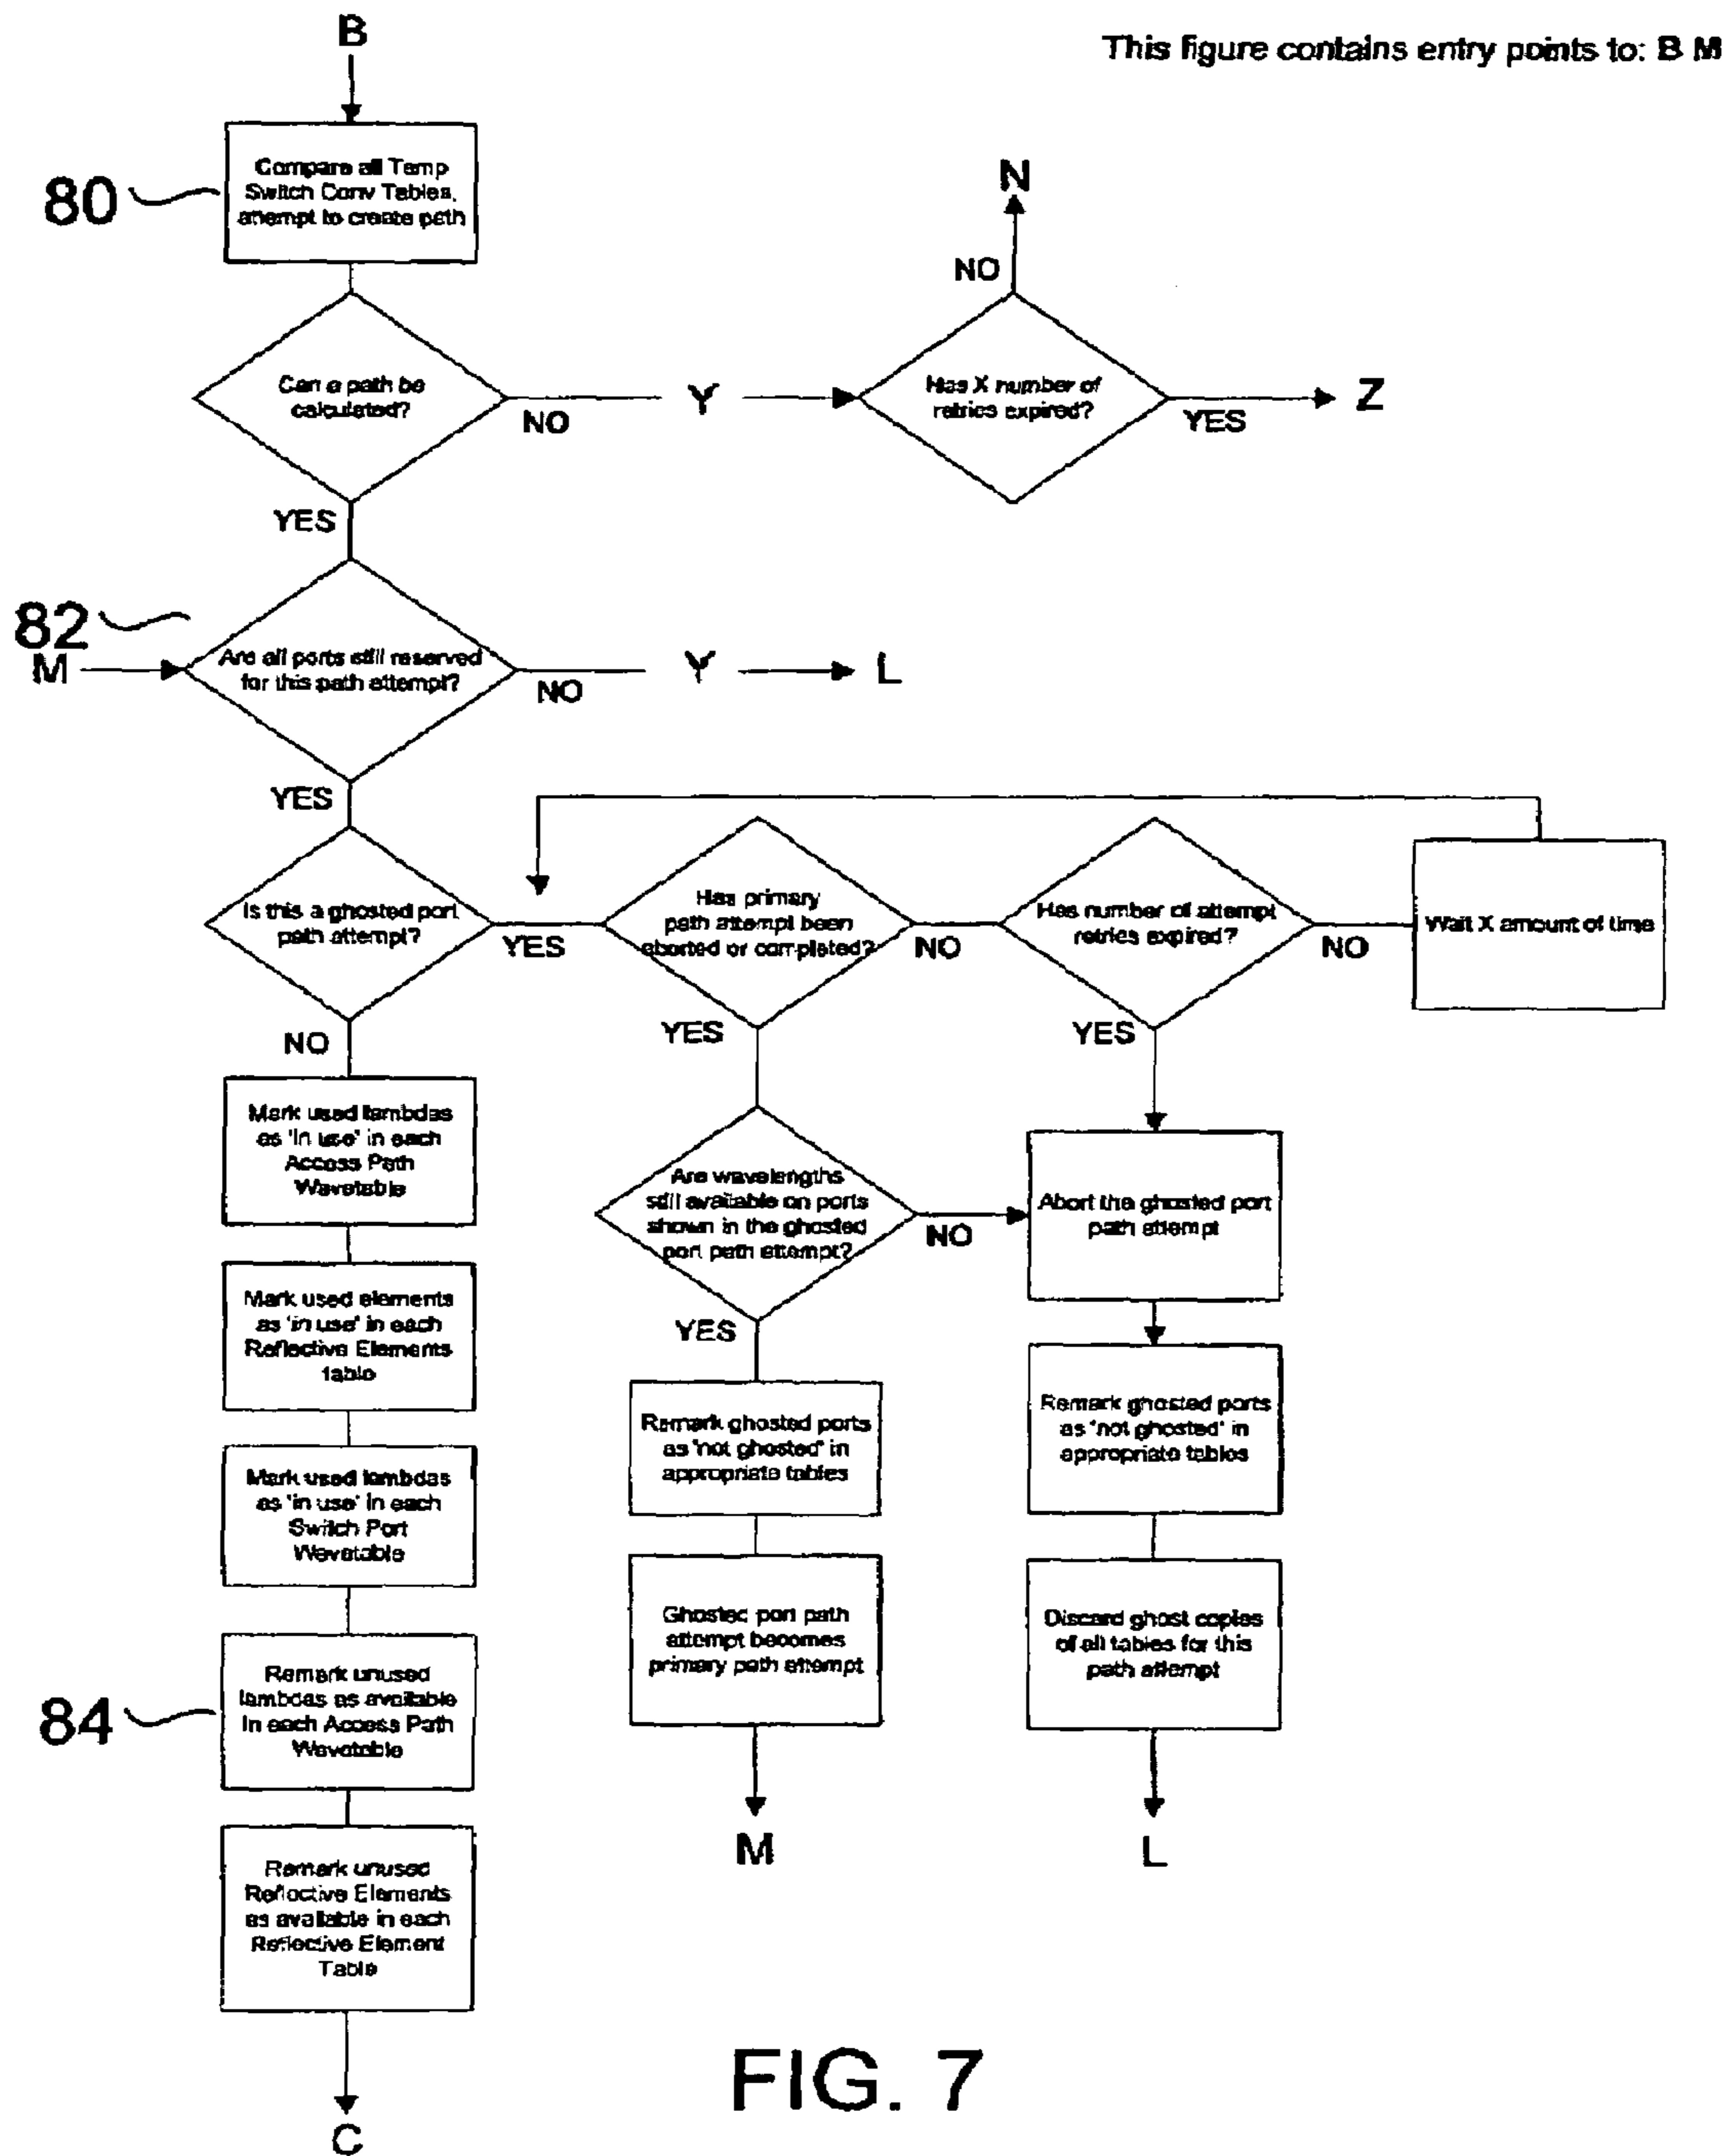 B
This figure contains entry points to: B M
80
Compare all Temp
Switch Conv Tables,
attempt to create path
N
NO
Can a path be
calculated?
NO
Y
Has X number of
retries expired?
YES
Z
YES
82
M
Are all ports still reserved
for this path attempt?
NO
Y
L
YES
Is this a ghosted port
path attempt?
YES
Has primary
path attempt been
aborted or completed?
NO
Has number of attempt
retries expired?
NO
Wait X amount of time
NO
YES
YES
Mark used lambdas
as 'in use' in each
Access Path
Wavetable
Are wavelengths
still available on ports
shown in the ghosted
port path attempt?
NO
Abort the ghosted port
path attempt
Mark used elements
as 'in use' in each
Reflective Elements
table
YES
Remark ghosted ports
as 'not ghosted' in
appropriate tables
Remark ghosted ports
as 'not ghosted' in
appropriate tables
Mark used lambdas
as 'in use' in each
Switch Port
Wavetable
Ghosted port path
attempt becomes
primary path attempt
Discard ghost copies
of all tables for this
path attempt
84
Remark unused
lambdas as available
in each Access Path
Wavetable
M
L
Remark unused
Reflective Elements
as available in each
Reflective Element
Table
C
FIG. 7